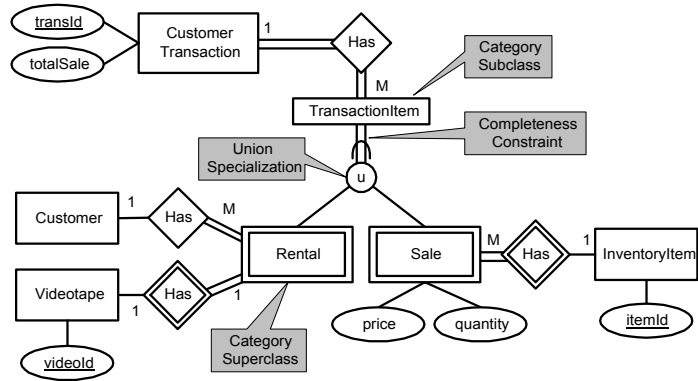 transId
totalSale
Customer
Transaction
1
Has
M
Category
Subclass
TransactionItem
Completeness
Constraint
Union
Specialization
u
Customer
1
Has
M
Rental
Sale
M
Has
1
InventoryItem
Videotape
1
Has
1
videoId
Category
Superclass
price
quantity
itemId